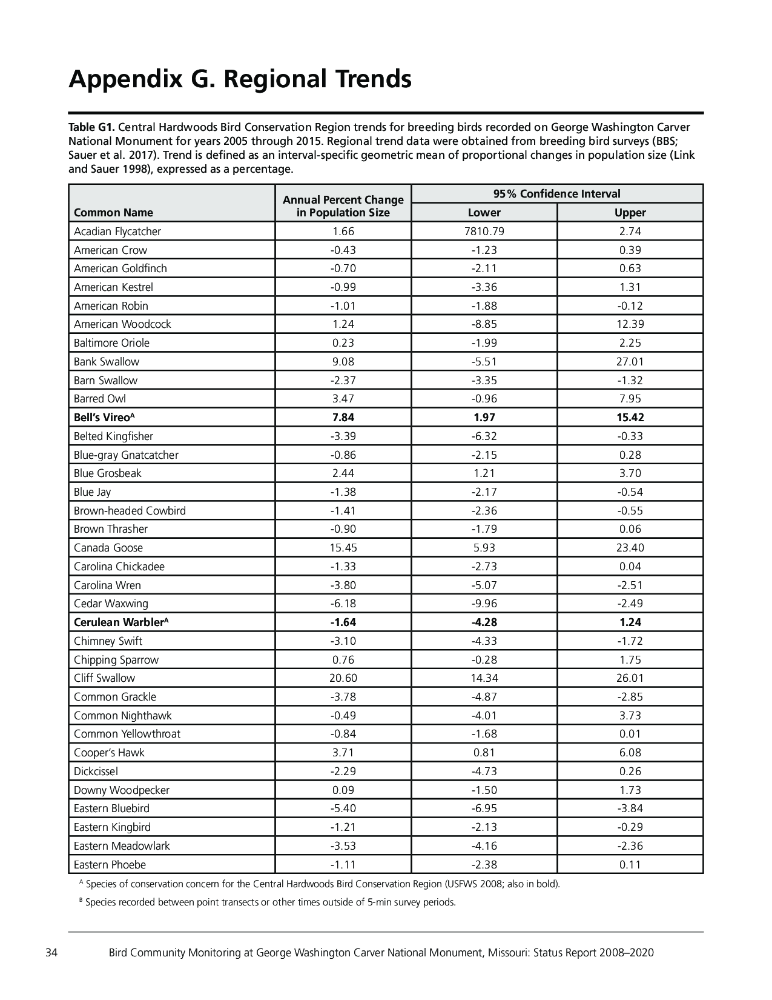 Appendix G. Regional Trends
Table G1. Central Hardwoods Bird Conservation Region trends for breeding birds recorded on George Washington Carver
National Monument for years 2005 through 2015. Regional trend data were obtained from breeding bird surveys (BBS;
Sauer et al. 2017). Trend is defined as an interval-specific geometric mean of proportional changes in population size (Link
and Sauer 1998), expressed as a percentage.
Common Name Annual Percent Change in Population Size 95% Confidence Interval
Lower Upper
Acadian Flycatcher 1.66 7810.79 2.74
American Crow -0.43 -1.23 0.39
American Goldfinch -0.70 -2.11 0.63
American Kestrel -0.99 -3.36 1.31
American Robin -1.01 -1.88 -0.12
American Woodcock 1.24 -8.85 12.39
Baltimore Oriole 0.23 -1.99 2.25
Bank Swallow 9.08 -5.51 27.01
Barn Swallow -2.37 -3.35 -1.32
Barred Owl 3.47 -0.96 7.95
Bell’s Vireoᴬ 7.84 1.97 15.42
Belted Kingfisher -3.39 -6.32 -0.33
Blue-gray Gnatcatcher -0.86 -2.15 0.28
Blue Grosbeak 2.44 1.21 3.70
Blue Jay -1.38 -2.17 -0.54
Brown-headed Cowbird -1.41 -2.36 -0.55
Brown Thrasher -0.90 -1.79 0.06
Canada Goose 15.45 5.93 23.40
Carolina Chickadee -1.33 -2.73 0.04
Carolina Wren -3.80 -5.07 -2.51
Cedar Waxwing -6.18 -9.96 -2.49
Cerulean Warblerᴬ -1.64 -4.28 1.24
Chimney Swift -3.10 -4.33 -1.72
Chipping Sparrow 0.76 -0.28 1.75
Cliff Swallow 20.60 14.34 26.01
Common Grackle -3.78 -4.87 -2.85
Common Nighthawk -0.49 -4.01 3.73
Common Yellowthroat -0.84 -1.68 0.01
Cooper’s Hawk 3.71 0.81 6.08
Dickcissel -2.29 -4.73 0.26
Downy Woodpecker 0.09 -1.50 1.73
Eastern Bluebird -5.40 -6.95 -3.84
Eastern Kingbird -1.21 -2.13 -0.29
Eastern Meadowlark -3.53 -4.16 -2.36
Eastern Phoebe -1.11 -2.38 0.11
ᴬ Species of conservation concern for the Central Hardwoods Bird Conservation Region (USFWS 2008; also in bold).
ᴮ Species recorded between point transects or other times outside of 5-min survey periods.
34 Bird Community Monitoring at George Washington Carver National Monument, Missouri: Status Report 2008–2020